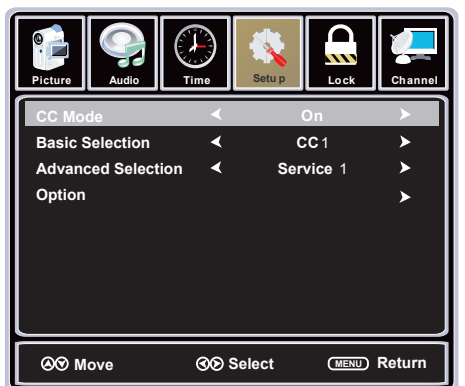 Picture Audio Time Setu p Lock Channel
CC Mode On
Basic Selection CC 1
Advanced Selection Service 1
Option
Move Select MENU Return